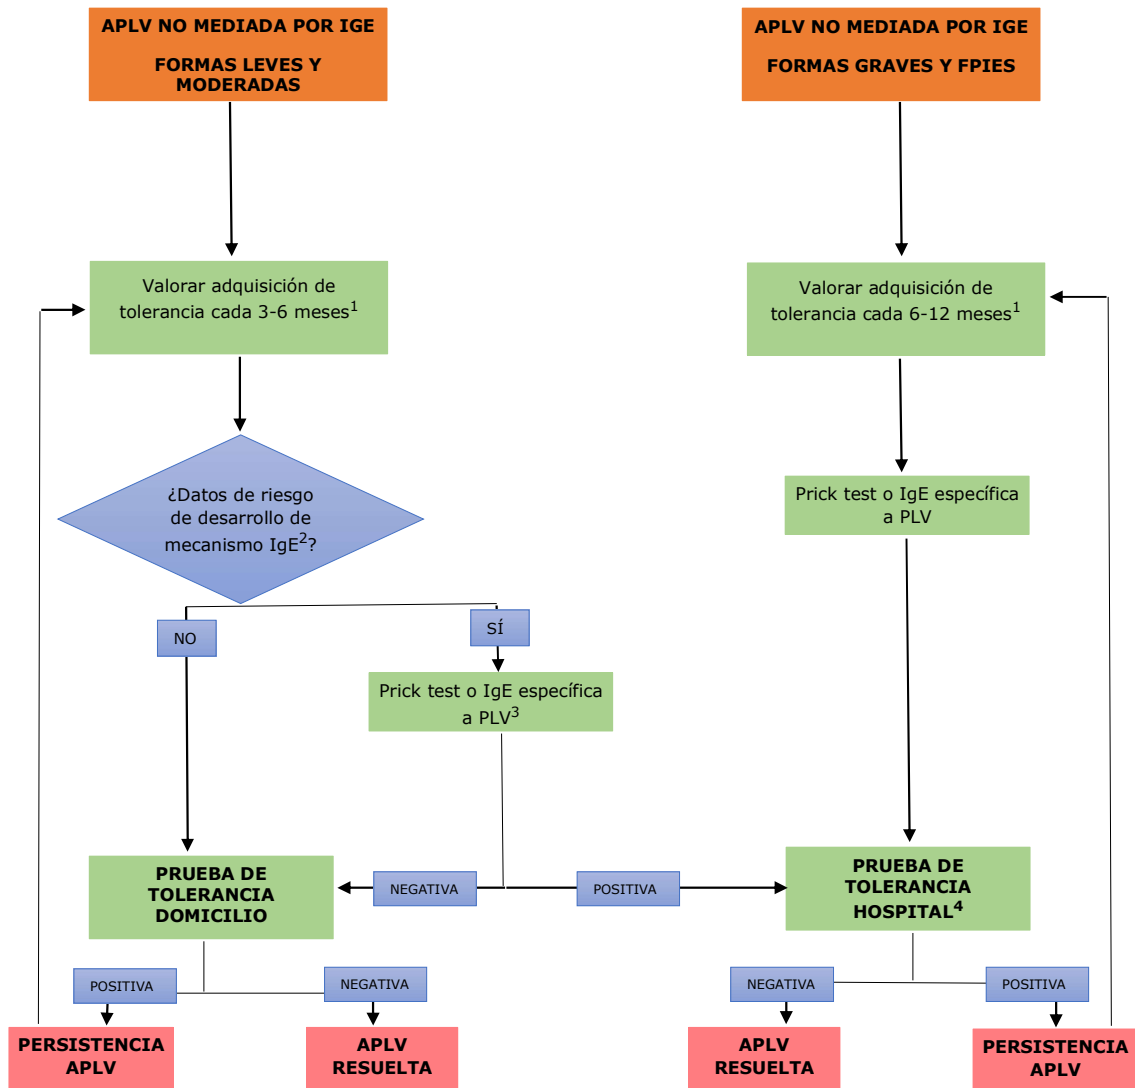 APLV NO MEDIADA POR IGE
FORMAS LEVES Y
MODERADAS
APLV NO MEDIADA POR IGE
FORMAS GRAVES Y FPIES
Valorar adquisición de
tolerancia cada 3-6 meses1
Valorar adquisición de
tolerancia cada 6-12 meses1
¿Datos de riesgo
de desarrollo de
mecanismo IgE2?
Prick test o IgE específica
a PLV
NO
SÍ
Prick test o IgE específica
a PLV3
PRUEBA DE
TOLERANCIA
DOMICILIO
NEGATIVA
POSITIVA
PRUEBA DE
TOLERANCIA
HOSPITAL4
POSITIVA
NEGATIVA
NEGATIVA
POSITIVA
PERSISTENCIA
APLV
APLV
RESUELTA
APLV
RESUELTA
PERSISTENCIA
APLV